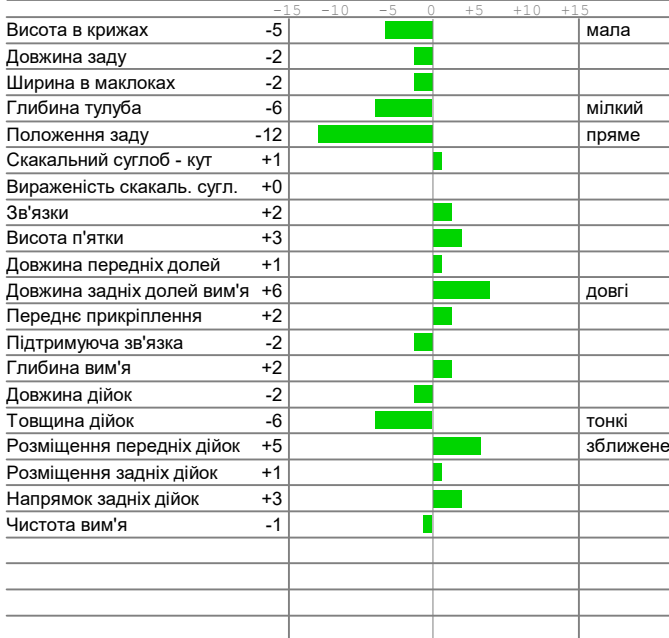 -15 -10 -5 0 +5 +10 +15
Висота в крижах -5 мала
Довжина заду -2
Ширина в маклоках -2
Глибина тулуба -6 мілкий
Положення заду -12 пряме
Скакальний суглоб - кут +1
Вираженість скакаль. сугл. +0
Зв'язки +2
Висота п'ятки +3
Довжина передніх долей +1
Довжина задніх долей вим'я +6 довгі
Переднє прикріплення +2
Підтримуюча зв'язка -2
Глибина вим'я +2
Довжина дійок -2
Товщина дійок -6 тонкі
Розміщення передніх дійок +5 зближене
Розміщення задніх дійок +1
Напрямок задніх дійок +3
Чистота вим'я -1